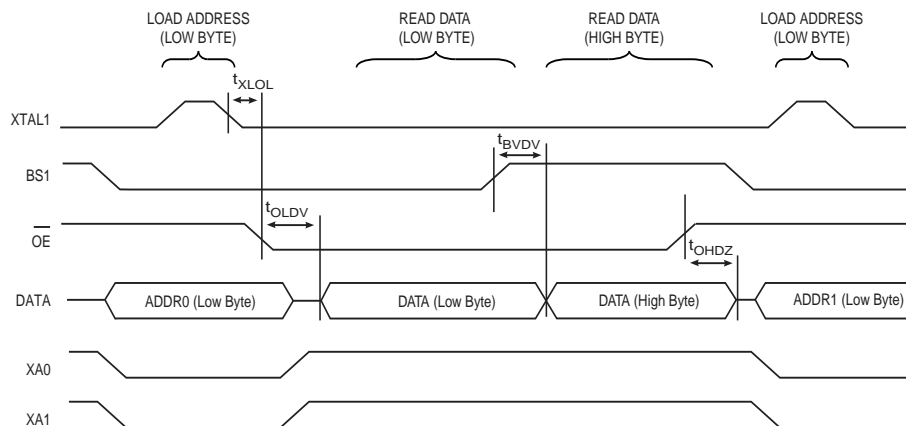 LOAD ADDRESS
(LOW BYTE)
READ DATA
(LOW BYTE)
READ DATA
(HIGH BYTE)
LOAD ADDRESS
(LOW BYTE)
tXLOL
XTAL1
tBVDV
BS1
tOLDV
OE
tOHDZ
DATA
ADDR0 (Low Byte)
DATA (Low Byte)
DATA (High Byte)
ADDR1 (Low Byte)
XA0
XA1